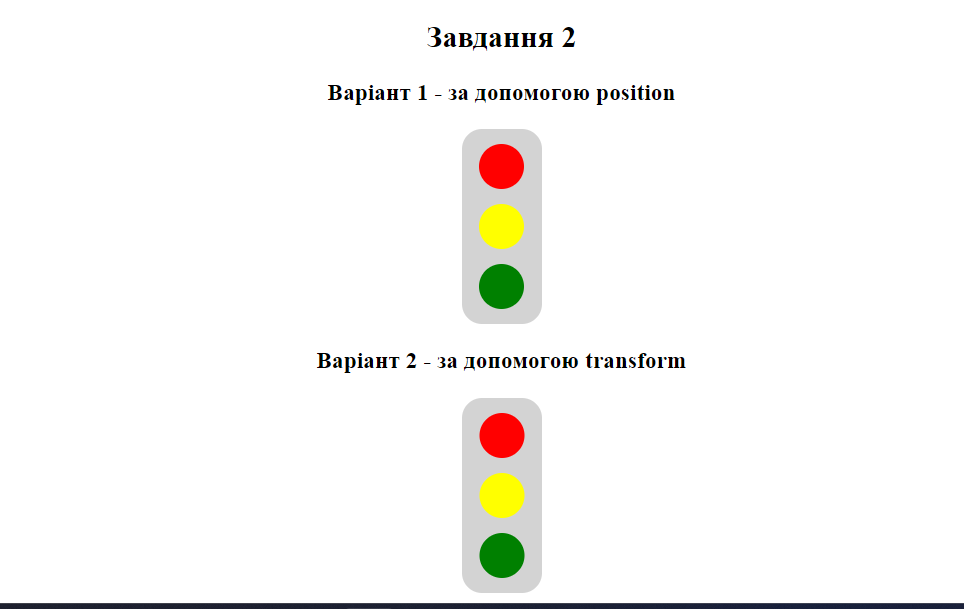 Завдання 2
Варіант 1 - за допомогою position
Варіант 2 - за допомогою transform